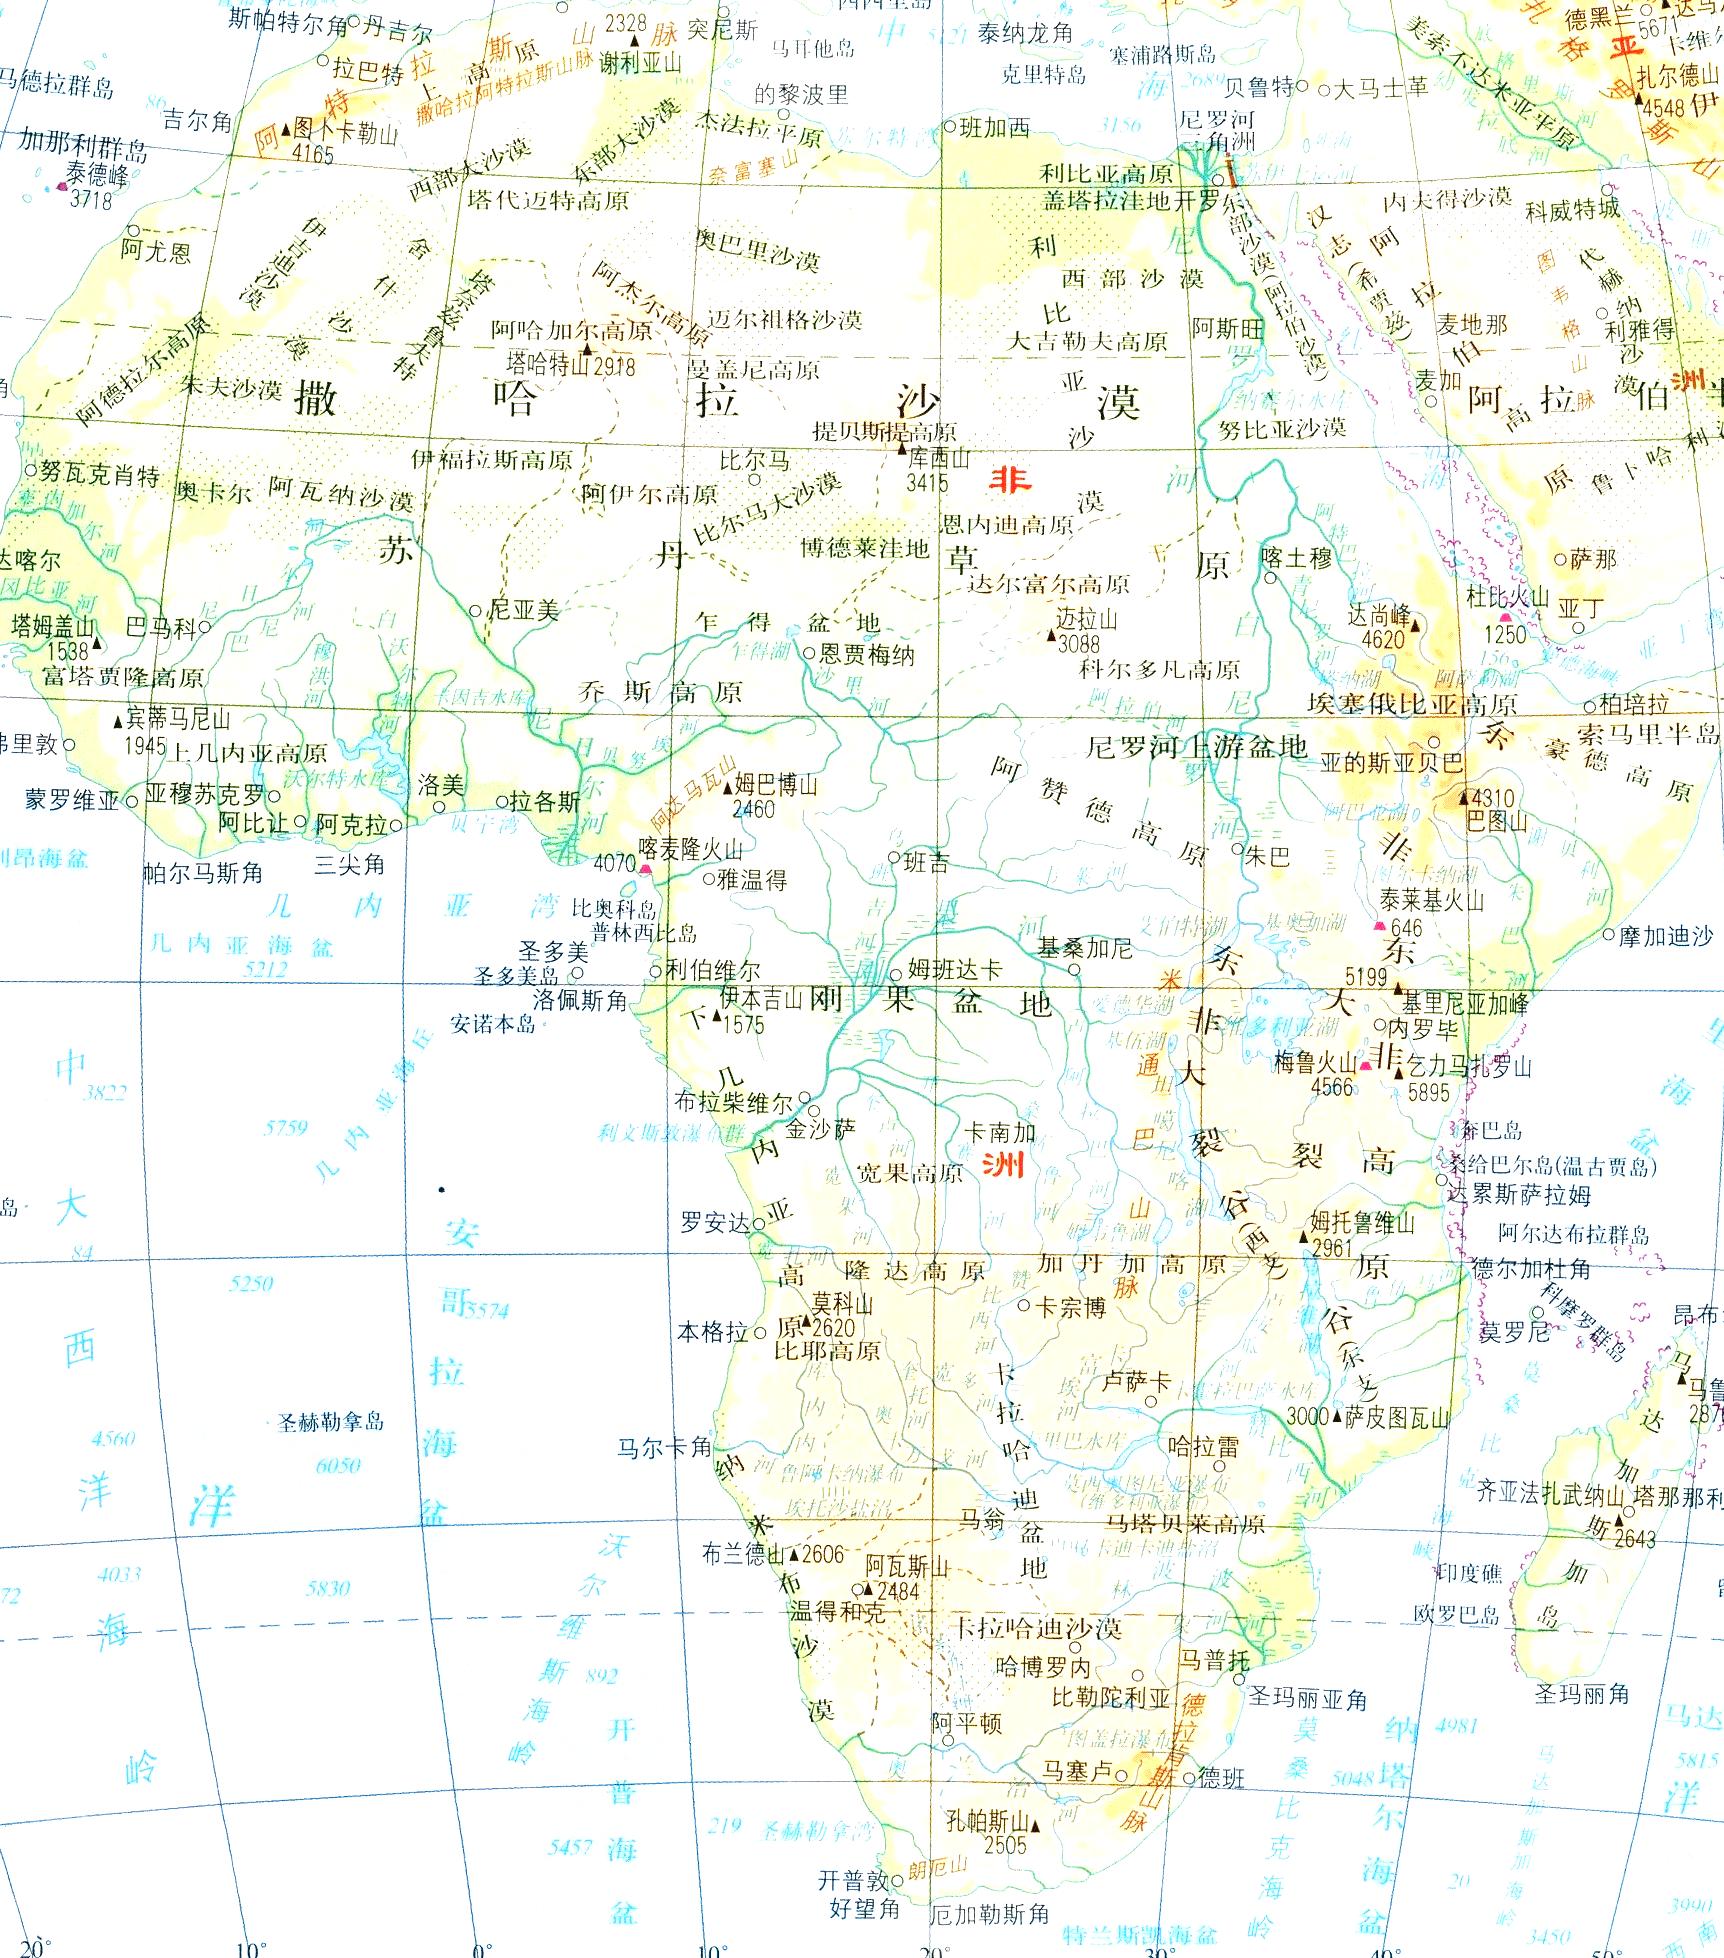 斯帕特尔角
丹吉尔
拉巴特
马德拉群岛
吉尔角
加那利群岛
泰德峰
3718
阿特拉斯山脉
上高原
撒哈拉阿特拉斯山脉
2328
谢利亚山
突尼斯
马耳他岛
的黎波里
图卜卡勒山
4165
杰法拉平原
奈富塞山
班加西
泰纳龙角
克里特岛
塞浦路斯岛
贝鲁特
大马士革
美索不达米亚平原
德黑兰
5671
扎尔德山
4548
中
海
3156
尼罗河
三角洲
利比亚高原
盖塔拉洼地
开罗
东部沙漠(阿拉伯沙漠)
汉志(希贾兹)
内夫得沙漠
科威特城
西部大沙漠
东部大沙漠
塔代迈特高原
阿尤恩
伊吉迪沙漠
舍什沙漠
塔奈兹鲁夫特
奥巴里沙漠
阿杰尔高原
迈尔祖格沙漠
阿哈加尔高原
塔哈特山2918
曼盖尼高原
利比亚沙漠
西部沙漠
大吉勒夫高原
阿斯旺
麦地那
麦加
利雅得
图韦格山脉
阿拉伯高原
阿拉伯半
阿德拉尔高原
朱夫沙漠
撒哈拉沙漠
努比亚沙漠
提贝斯提高原
库西山
3415
非
洲
伊福拉斯高原
阿伊尔高原
比尔马
比尔马大沙漠
努瓦克肖特
奥卡尔
阿瓦纳沙漠
博德莱洼地
恩内迪高原
达尔富尔高原
苏丹草原
达喀尔
喀土穆
萨那
亚丁
杜比火山
1250
达尚峰
4620
塔姆盖山
1538
巴马科
尼亚美
乍得盆地
乍得湖
恩贾梅纳
迈拉山
3088
科尔多凡高原
富塔贾隆高原
宾蒂马尼山
1945
上几内亚高原
乔斯高原
卡因吉水库
埃塞俄比亚高原
柏培拉
索马里半岛
豪德高原
尼罗河上游盆地
亚的斯亚贝巴
弗里敦
蒙罗维亚
亚穆苏克罗
阿比让
阿克拉
洛美
拉各斯
沃尔特水库
贝宁湾
阿达马瓦山
姆巴博山
2460
阿赞德高原
4310
巴图山
帕尔马斯角
三尖角
4070
喀麦隆火山
雅温得
班吉
朱巴
泰莱基火山
646
几内亚湾
几内亚海盆
5212
比奥科岛
普林西比岛
圣多美
圣多美岛
利伯维尔
洛佩斯角
安诺本岛
基桑加尼
姆班达卡
摩加迪沙
伊本吉山
1575
刚果盆地
5199
基里尼亚加峰
内罗毕
梅鲁火山
4566
乞力马扎罗山
5895
东非大裂谷(西支)
东非大裂谷(东支)
东非高原
米通巴山脉
布拉柴维尔
金沙萨
3822
5759
几内亚海丘
利文斯敦瀑布群
卡南加
宽果高原
奔巴岛
桑给巴尔岛(温古贾岛)
达累斯萨拉姆
阿尔达布拉群岛
罗安达
下几内亚高原
中大西洋海岭
84
5250
5574
安哥拉海盆
隆达高原
加丹加高原
姆托鲁维山
2961
德尔加杜角
科摩罗群岛
莫罗尼
莫科山
2620
本格拉
比耶高原
卡宗博
卢萨卡
3000
萨皮图瓦山
圣赫勒拿岛
4560
6050
洋
马尔卡角
鲁阿卡纳瀑布
埃托沙盐沼
卡拉哈迪盆地
哈拉雷
莫西奥图尼亚瀑布
(维多利亚瀑布)
马翁
马塔贝莱高原
齐亚法扎武纳山
2643
马达加斯加岛
布兰德山
2606
阿瓦斯山
2484
温得和克
纳米布沙漠
4033
5830
沃尔维斯海岭
892
卡拉哈迪沙漠
哈博罗内
比勒陀利亚
马普托
圣玛丽亚角
印度礁
欧罗巴岛
圣玛丽角
阿平顿
图盖拉瀑布
德拉肯斯山脉
马塞卢
德班
开普海盆
5457
219
圣赫勒拿湾
孔帕斯山
2505
朗厄山
开普敦
好望角
厄加勒斯角
莫桑比克海岭
纳塔尔海盆
4981
5048
5815
马达加斯加海岭
20
3450
3990
特兰斯凯海盆
20°
10°
0°
10°
20°
30°
40°
50°